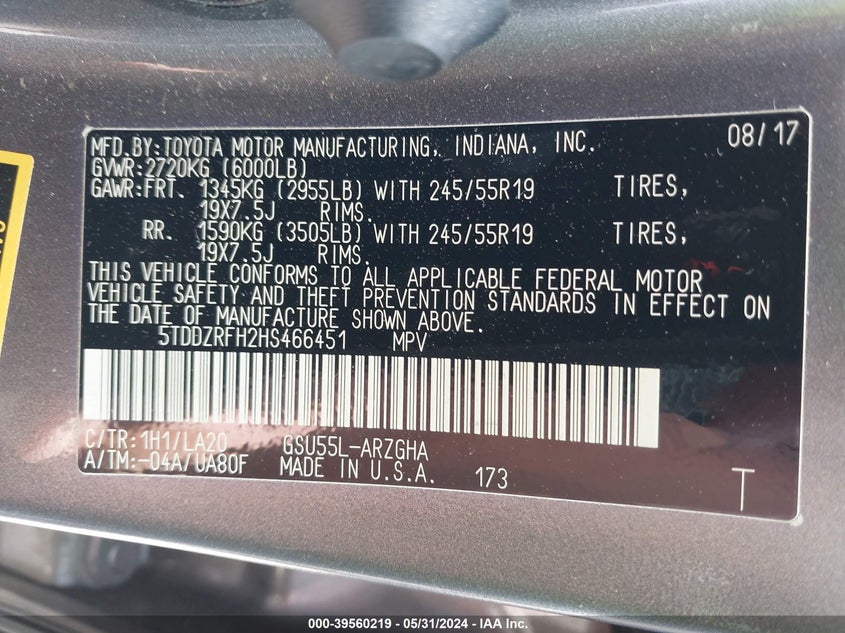 MFD.BY:TOYOTA MOTOR MANUFACTURING, INDIANA, INC. 08/17
GVWR:2720KG (6000LB)
GAWR:FRT. 1345KG (2955LB) WITH 245/55R19 TIRES,
19X7.5J RIMS.
RR. 1590KG (3505LB) WITH 245/55R19 TIRES,
19X7.5J RIMS.
THIS VEHICLE CONFORMS TO ALL APPLICABLE FEDERAL MOTOR
VEHICLE SAFETY AND THEFT PREVENTION STANDARDS IN EFFECT ON
THE DATE OF MANUFACTURE SHOWN ABOVE.
5TDDZRFH2HS466451 MPV
C/TR:1H1/LA20 GSU55L-ARZGHA
A/TM:-04A/UA80F MADE IN U.S.A. 173 T
000-39560219 - 05/31/2024 - IAA Inc.